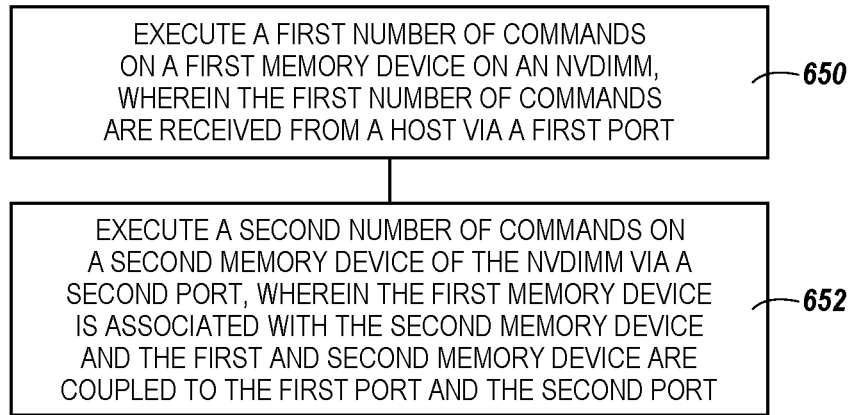 EXECUTE A FIRST NUMBER OF COMMANDS
ON A FIRST MEMORY DEVICE ON AN NVDIMM,
WHEREIN THE FIRST NUMBER OF COMMANDS
ARE RECEIVED FROM A HOST VIA A FIRST PORT
650
EXECUTE A SECOND NUMBER OF COMMANDS ON
A SECOND MEMORY DEVICE OF THE NVDIMM VIA A
SECOND PORT, WHEREIN THE FIRST MEMORY DEVICE
IS ASSOCIATED WITH THE SECOND MEMORY DEVICE
AND THE FIRST AND SECOND MEMORY DEVICE ARE
COUPLED TO THE FIRST PORT AND THE SECOND PORT
652